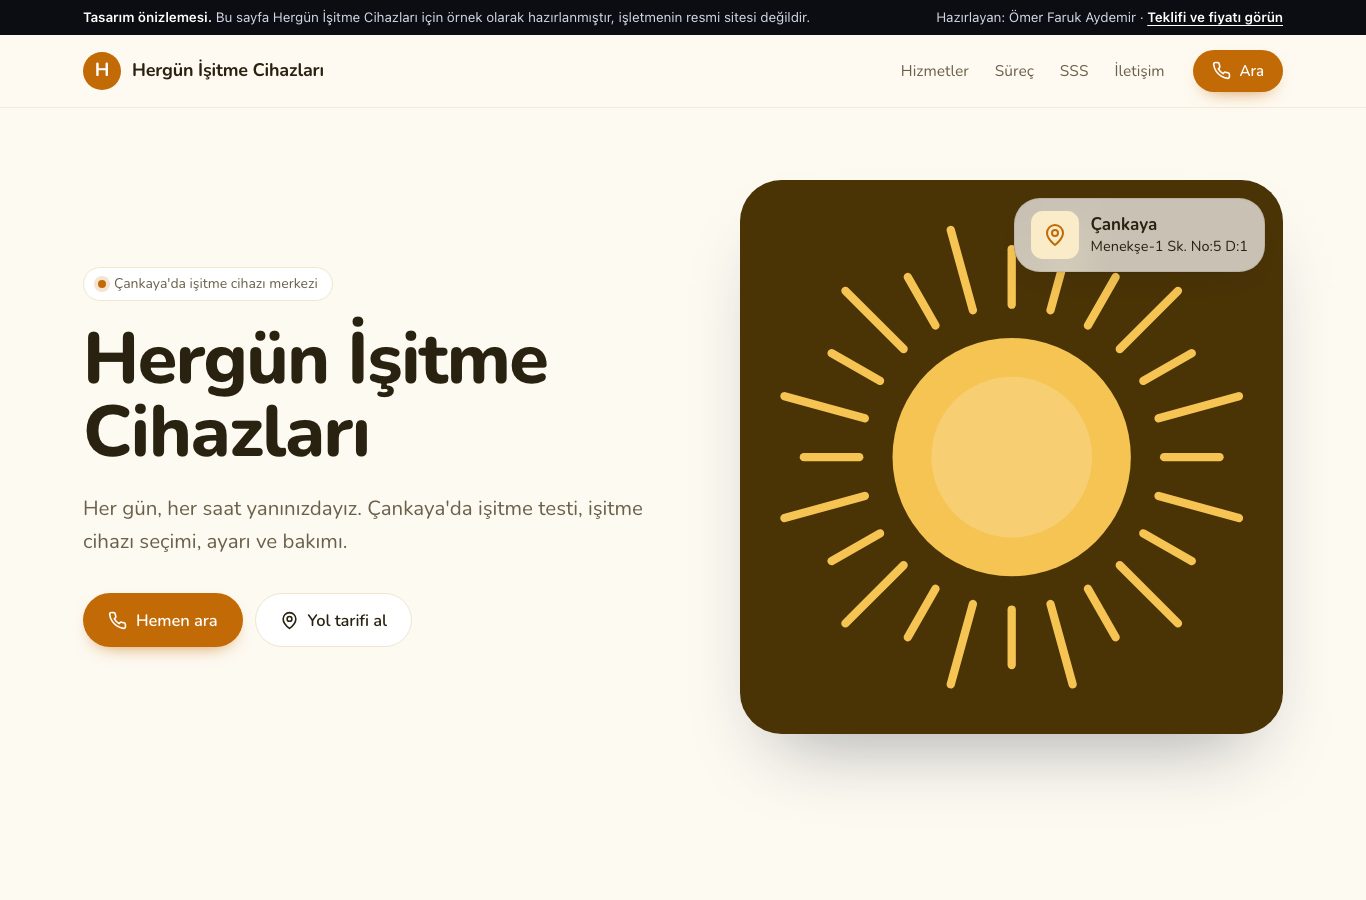 Tasarım önizlemesi. Bu sayfa Hergün İşitme Cihazları için örnek olarak hazırlanmıştır, işletmenin resmi sitesi değildir.
Hazırlayan: Ömer Faruk Aydemir · Teklifi ve fiyatı görün
H
Hergün İşitme Cihazları
Hizmetler
Süreç
SSS
İletişim
Ara
Çankaya'da işitme cihazı merkezi
Hergün İşitme
Cihazları
Her gün, her saat yanınızdayız. Çankaya'da işitme testi, işitme
cihazı seçimi, ayarı ve bakımı.
Hemen ara
Yol tarifi al
Çankaya
Menekşe-1 Sk. No:5 D:1